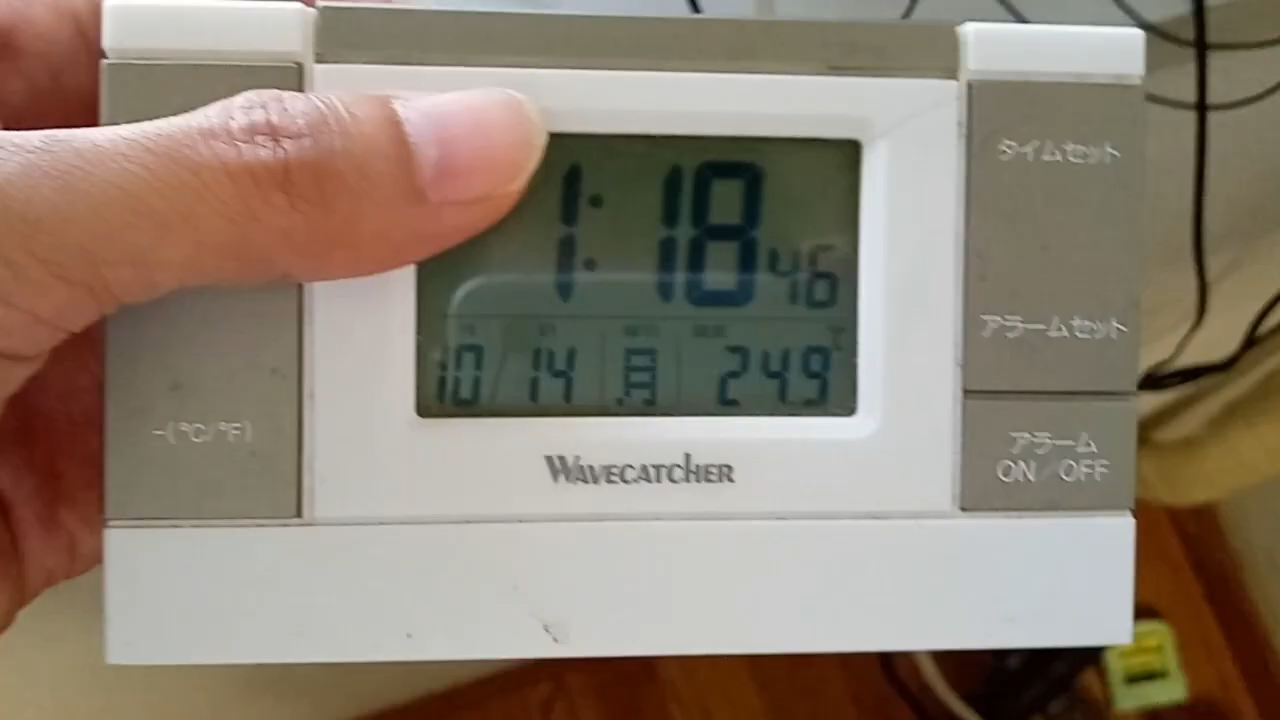 タイムセット
1:18 46
アラームセット
10/14 月 24.9℃
-(℃/°F)
アラーム
ON OFF
WAVECATCHER